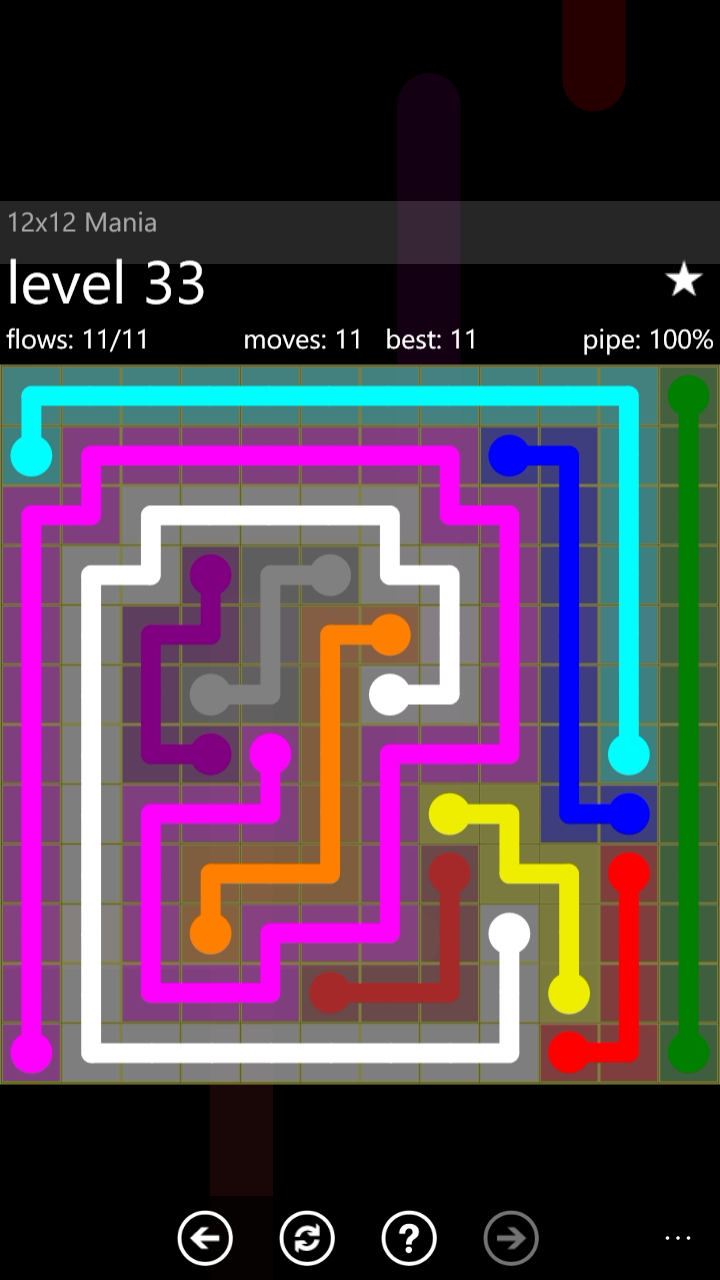 12x12 Mania
level 33
flows: 11/11 moves: 11 best: 11 pipe: 100%
?
...